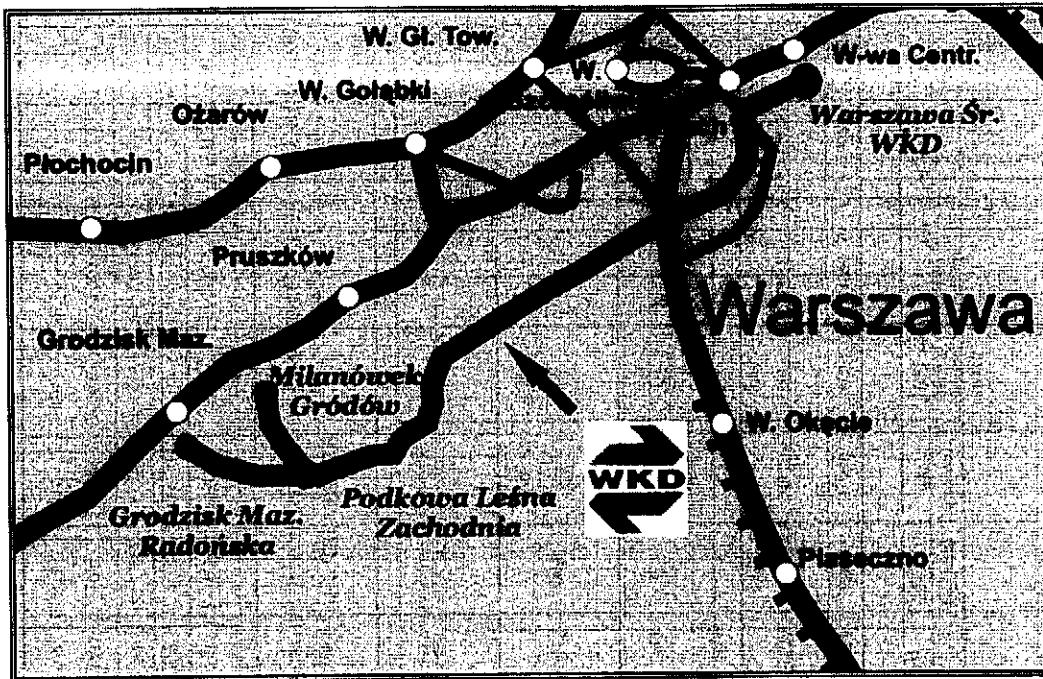 W. Gł. Tow.
W.
W-wa Centr.
W. Gołąbki
Ożarów
Warszawa Śr.
WKD
Płochocin
Pruszków
Warszawa
Grodzisk Maz.
Milanówek
Gródów
W. Okęcie
WKD
Podkowa Leśna
Zachodnia
Grodzisk Maz.
Radońska
Piaseczno